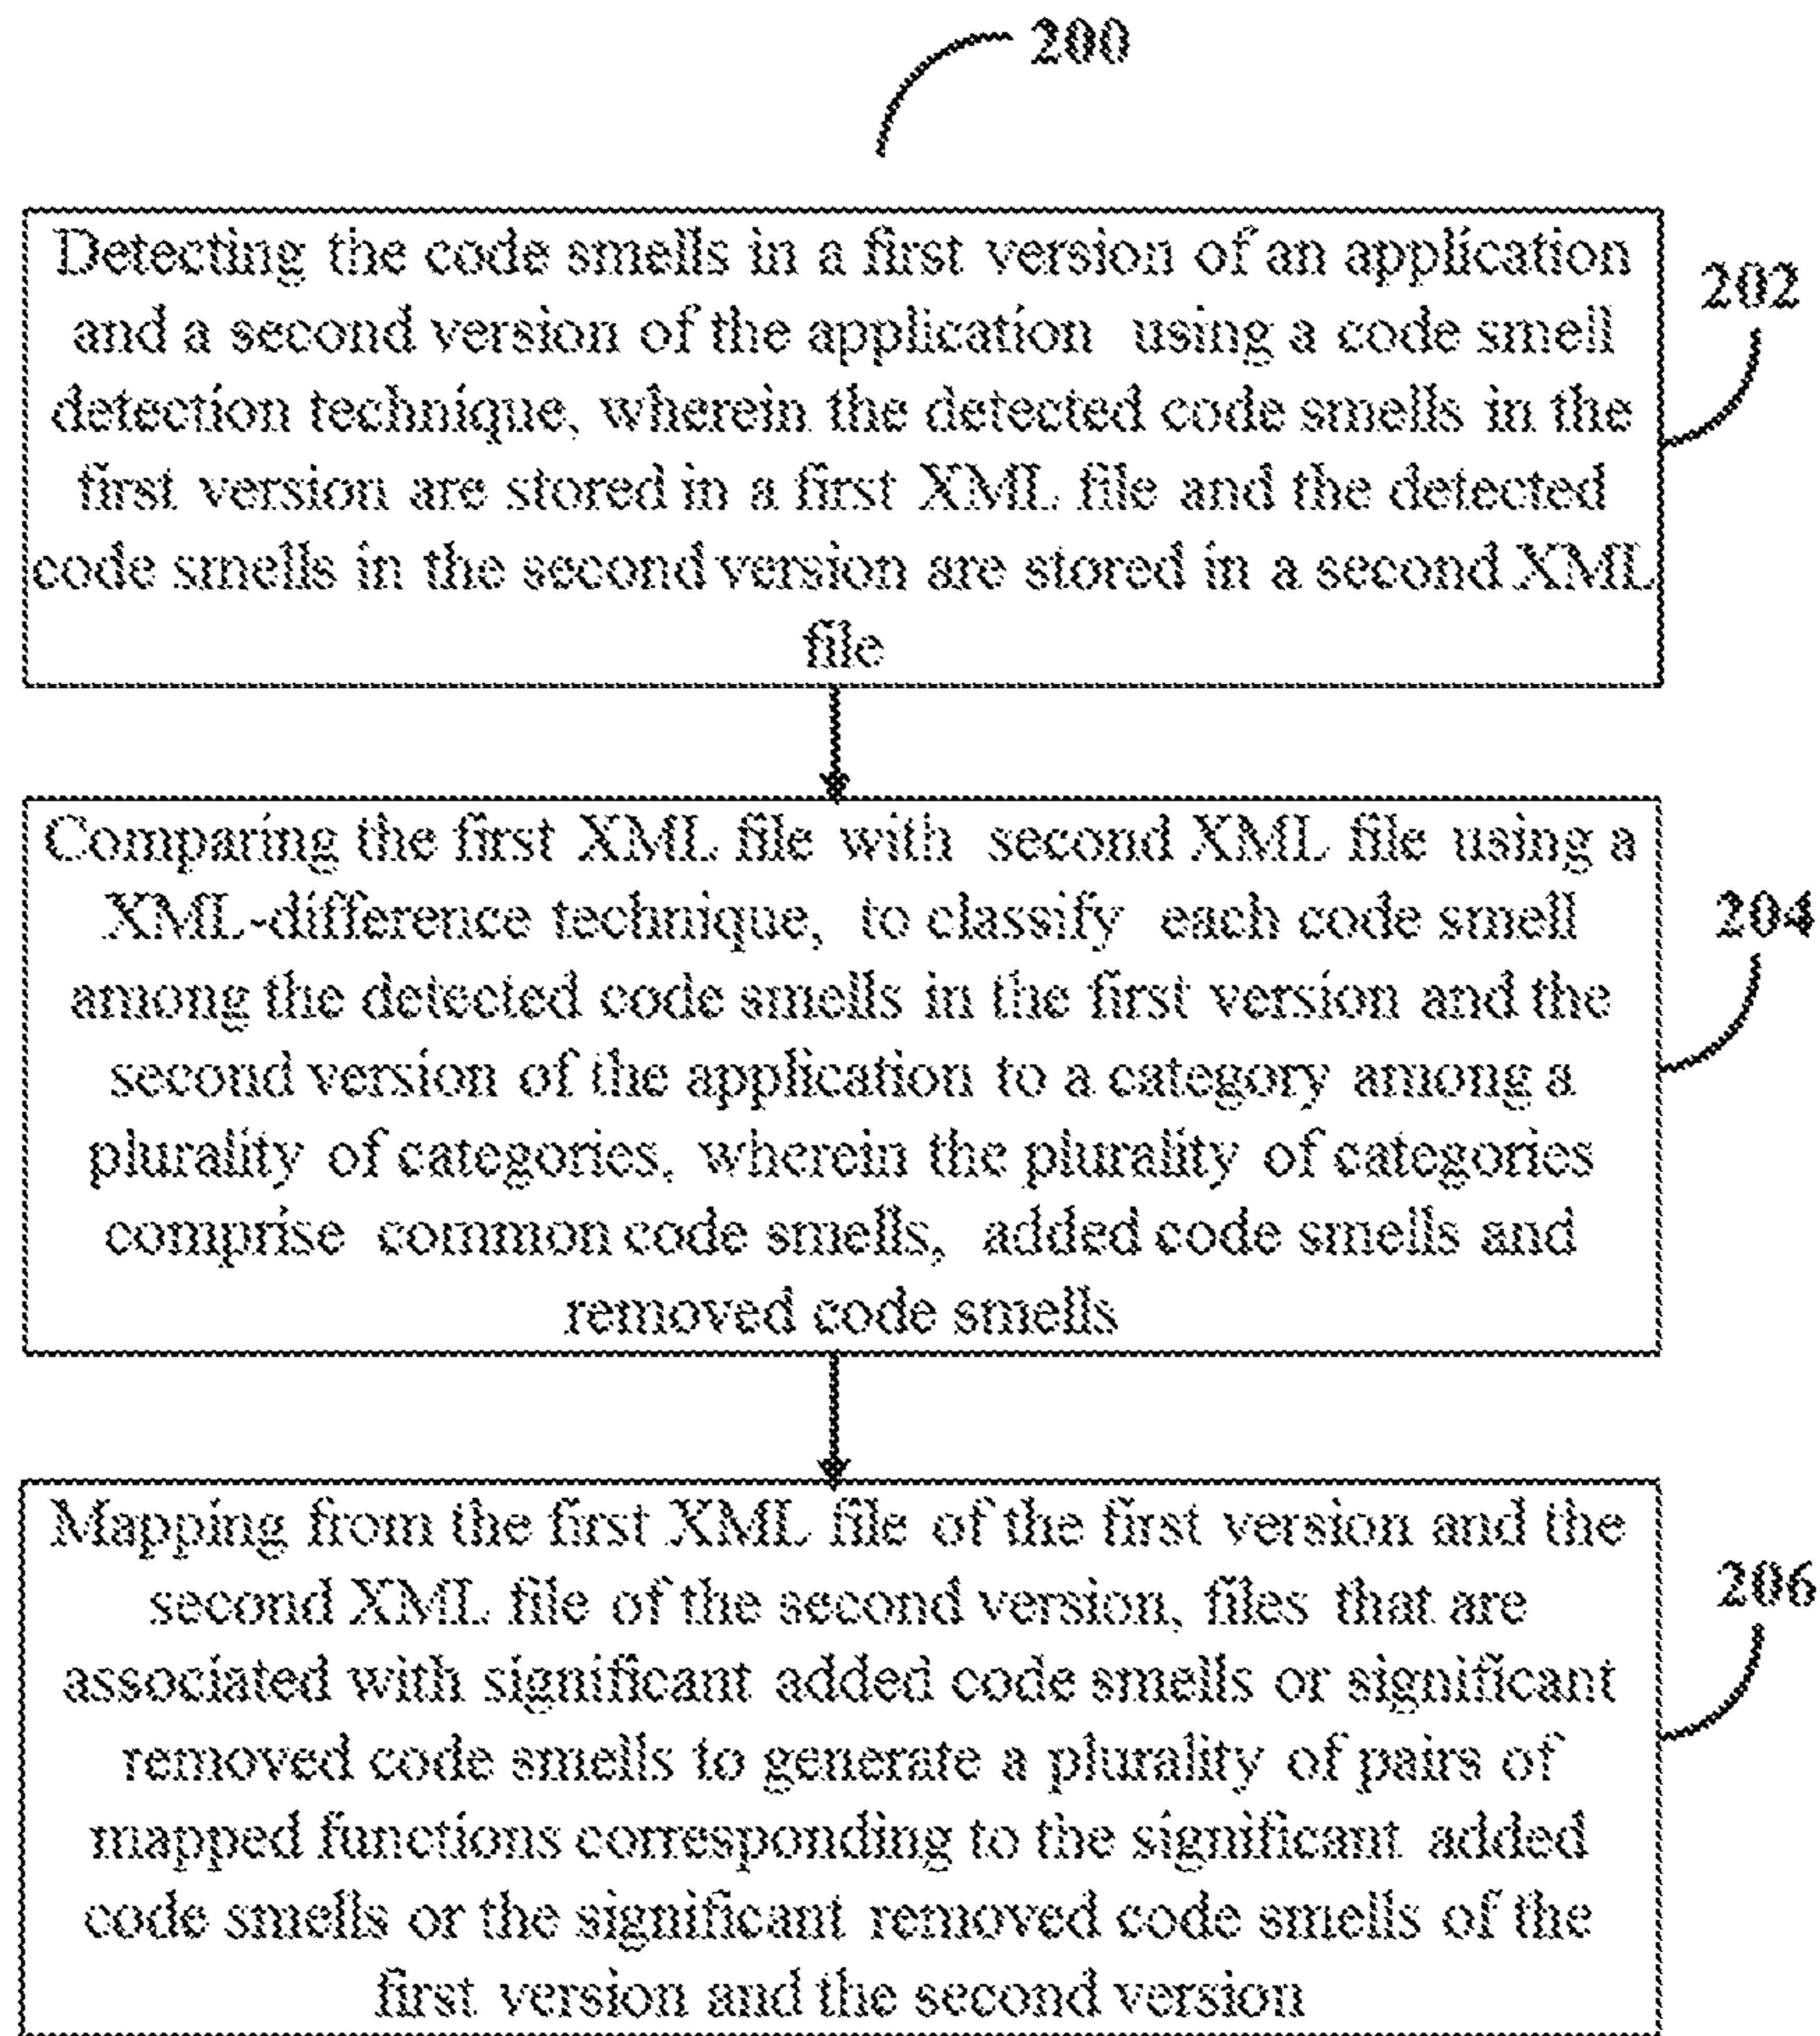 200
Detecting the code smells in a first version of an application
and a second version of the application using a code smell
detection technique, wherein the detected code smells in the
first version are stored in a first XML file and the detected
code smells in the second version are stored in a second XML
file
202
Comparing the first XML file with second XML file using a
XML-difference technique, to classify each code smell
among the detected code smells in the first version and the
second version of the application to a category among a
plurality of categories, wherein the plurality of categories
comprise common code smells, added code smells and
removed code smells
204
Mapping from the first XML file of the first version and the
second XML file of the second version, files that are
associated with significant added code smells or significant
removed code smells to generate a plurality of pairs of
mapped functions corresponding to the significant added
code smells or the significant removed code smells of the
first version and the second version
206